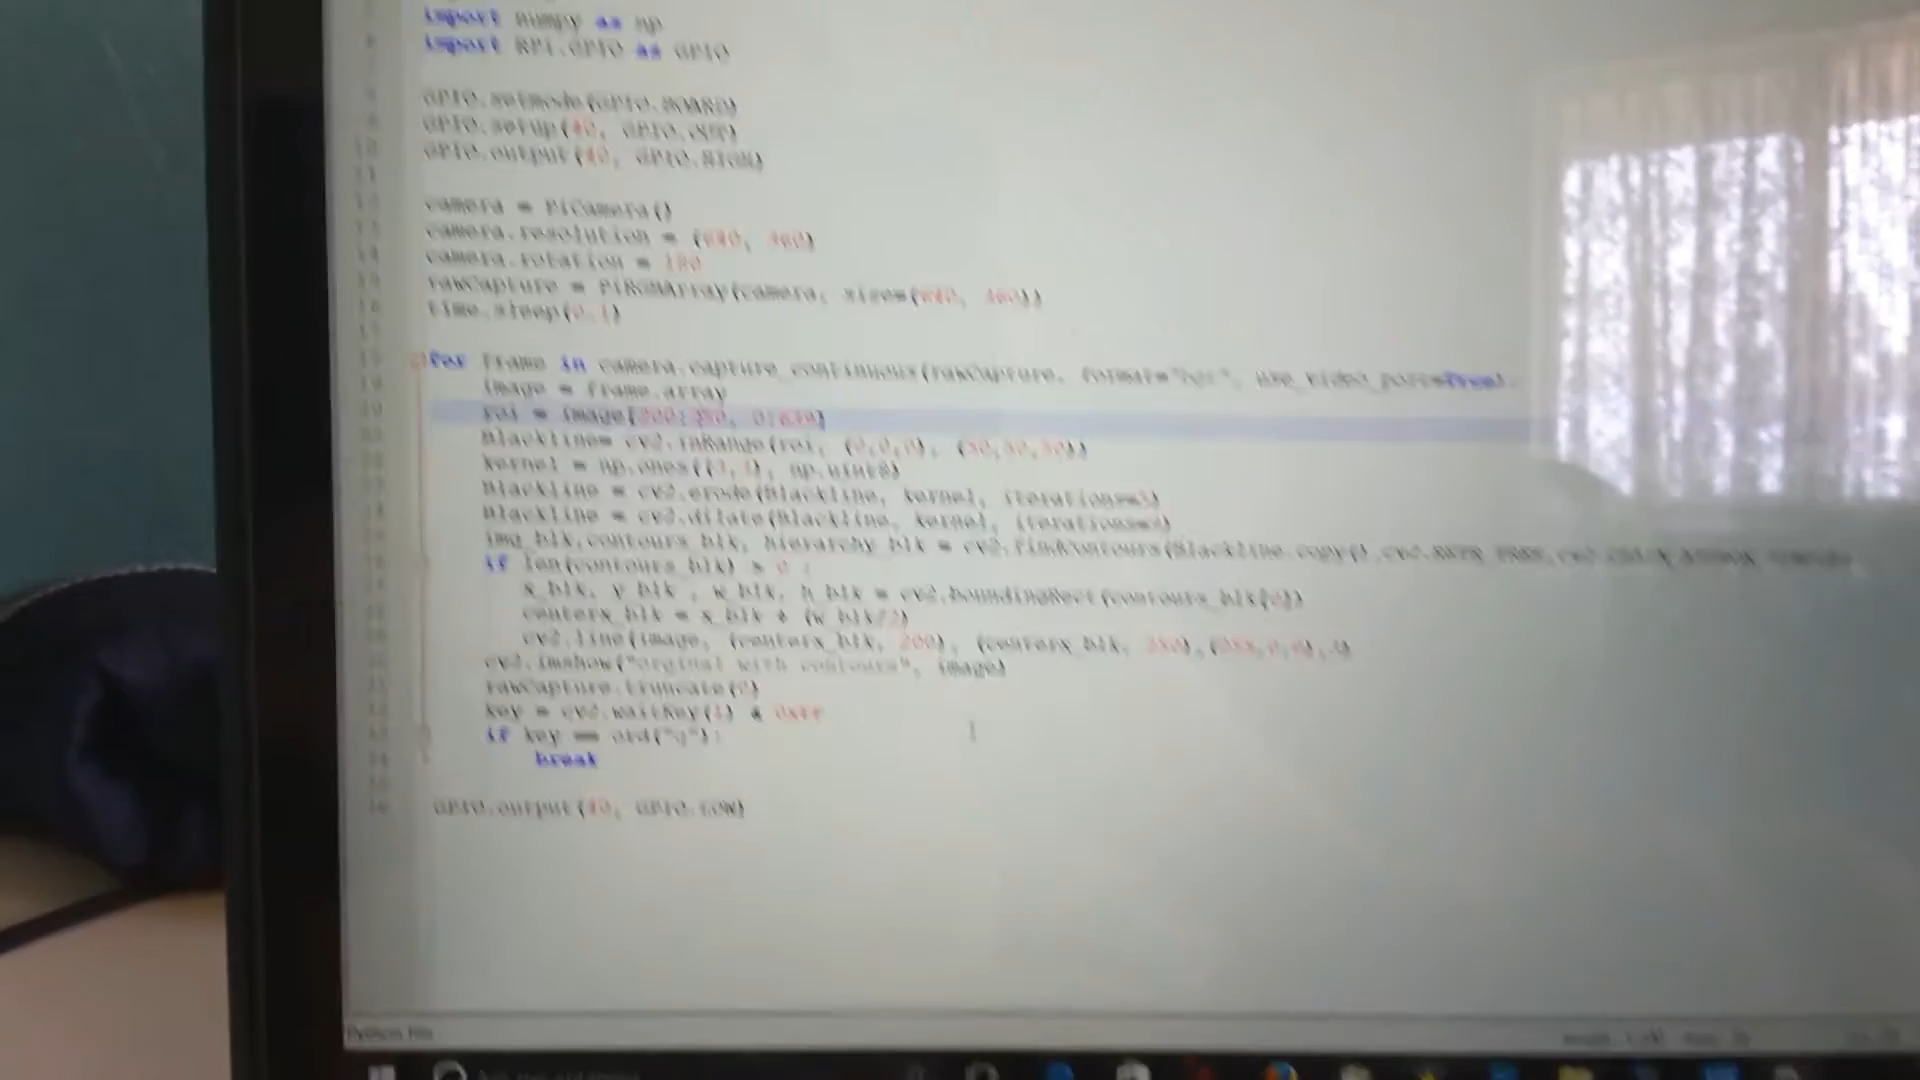 import numpy as np
import RPi.GPIO as GPIO
GPIO.setmode(GPIO.BOARD)
GPIO.setup(40, GPIO.OUT)
GPIO.output(40, GPIO.HIGH)
camera = PiCamera()
camera.resolution = (640, 360)
camera.rotation = 180
rawCapture = PiRGBArray(camera, size=(640, 360))
time.sleep(0.1)
for frame in camera.capture_continuous(rawCapture, format="bgr", use_video_port=True):
image = frame.array
roi = image[200:250, 0:639]
Blackline= cv2.inRange(roi, (0,0,0), (50,50,50))
kernel = np.ones((3,3), np.uint8)
Blackline = cv2.erode(Blackline, kernel, iterations=5)
Blackline = cv2.dilate(Blackline, kernel, iterations=9)
img_blk,contours_blk, hierarchy_blk = cv2.findContours(Blackline.copy(),cv2.RETR_TREE,cv2.CHAIN_APPROX_SIMPLE)
if len(contours_blk) > 0 :
x_blk, y_blk , w_blk, h_blk = cv2.boundingRect(contours_blk[0])
centerx_blk = x_blk + (w_blk/2)
cv2.line(image, (centerx_blk, 200), (centerx_blk, 250),(255,0,0),3)
cv2.imshow("orginal with contours", image)
rawCapture.truncate(0)
key = cv2.waitKey(1) & 0xFF
if key == ord("q"):
break
GPIO.output(40, GPIO.LOW)
Python file